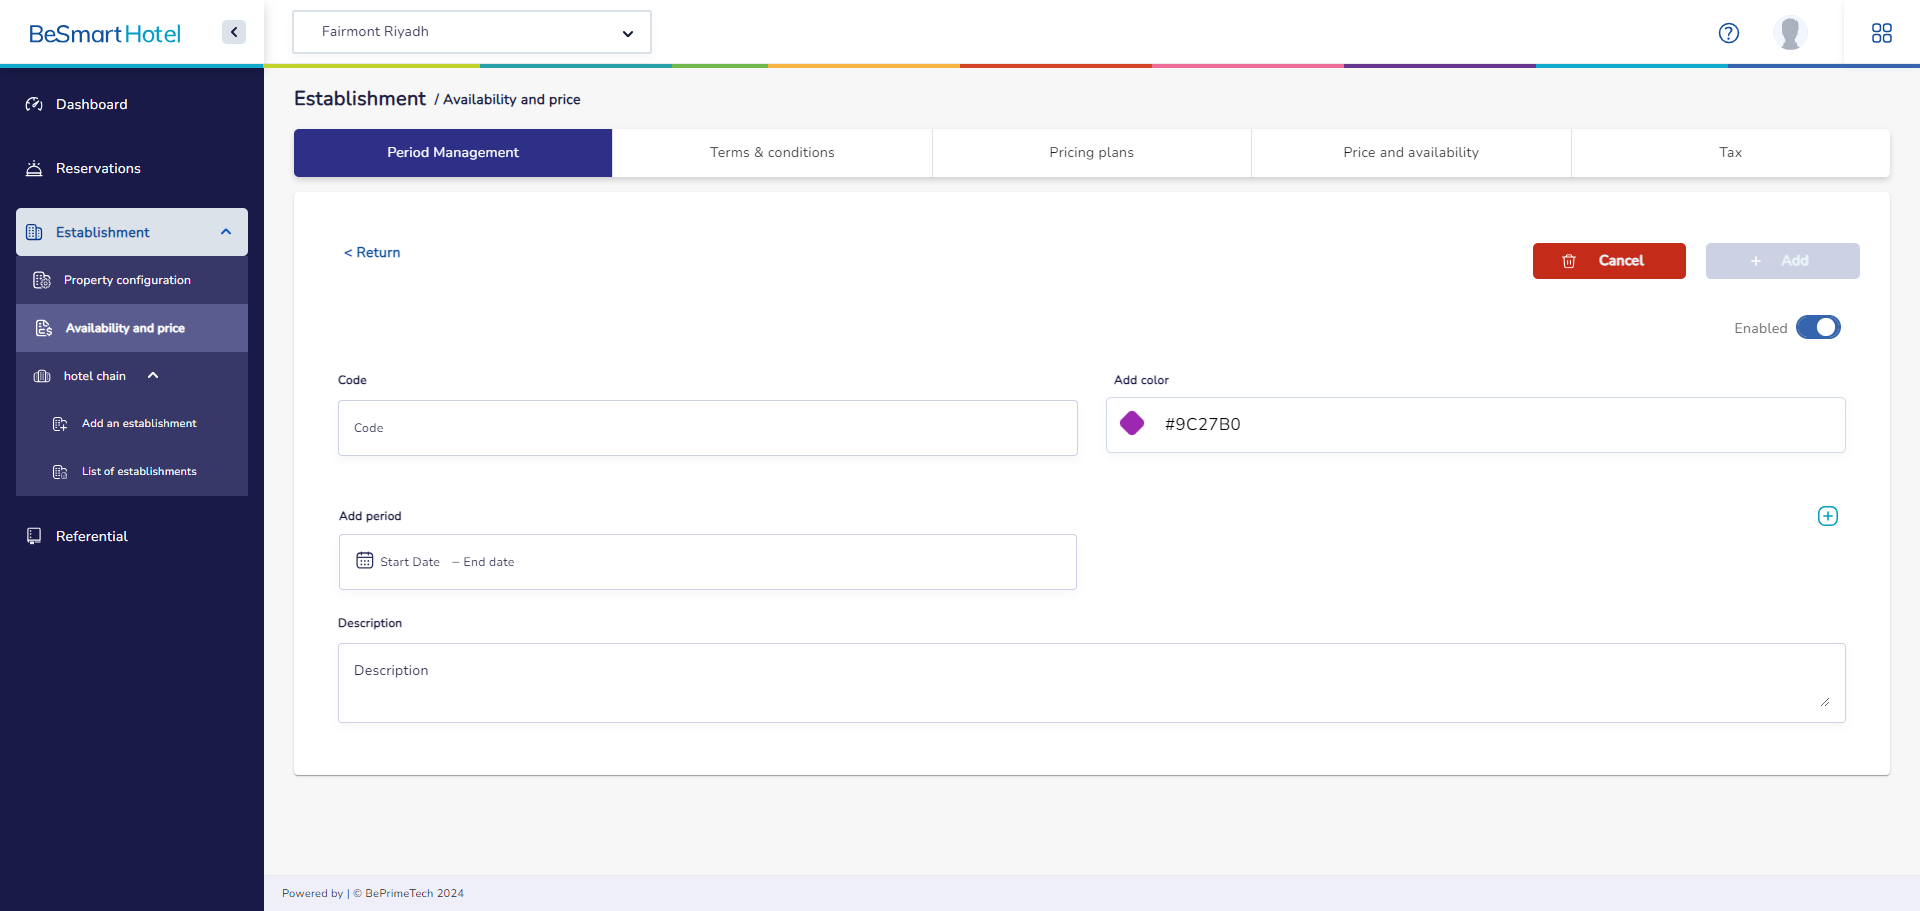 BeSmart Hotel
Fairmont Riyadh
Dashboard
Reservations
Establishment
Property configuration
Availability and price
hotel chain
Add an establishment
List of establishments
Referential
Establishment / Availability and price
Period Management
Terms & conditions
Pricing plans
Price and availability
Tax
< Return
Cancel
+ Add
Enabled
Code
Code
Add color
#9C27B0
Add period
Start Date – End date
Description
Description
Powered by | © BePrimeTech 2024